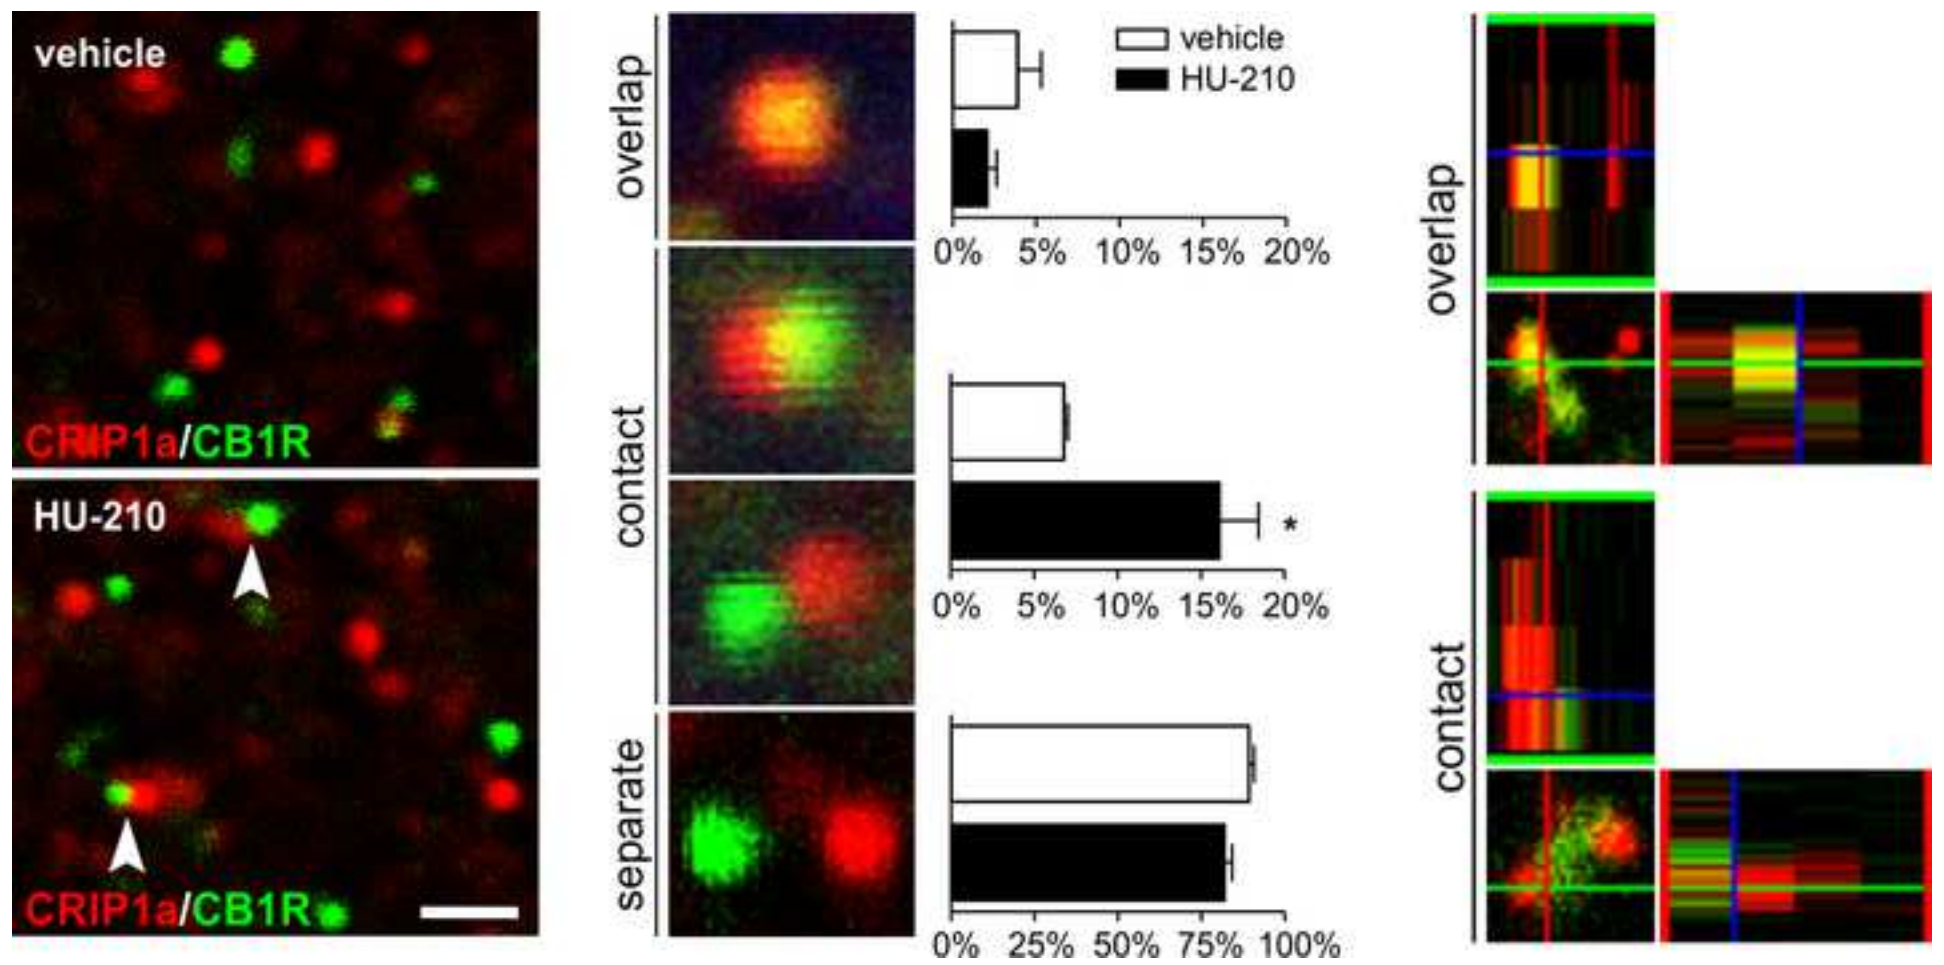 vehicle
CRIP1a/CB1R
HU-210
CRIP1a/CB1R
overlap
contact
separate
vehicle
HU-210
0% 5% 10% 15% 20%
*
0% 5% 10% 15% 20%
0% 25% 50% 75% 100%
overlap
contact